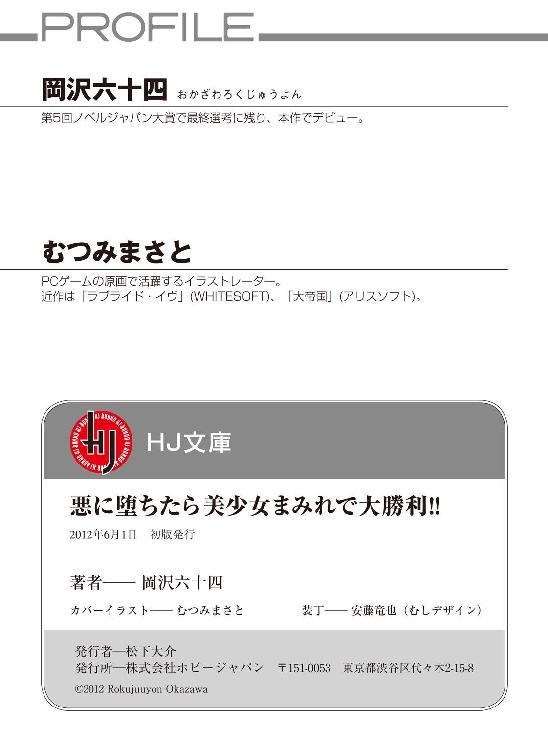 PROFILE
岡沢六十四 おかざわろくじゅうよん
第5回ノベルジャパン大賞で最終選考に残り、本作でデビュー。
むつみまさと
PCゲームの原画で活躍するイラストレーター。
近作は「ラブライド・イヴ」(WHITESOFT)、「大帝国」(アリスソフト)。
HJ
HJ文庫
悪に堕ちたら美少女まみれで大勝利!!
2012年6月1日 初版発行
著者── 岡沢六十四
カバーイラスト── むつみまさと 装丁── 安藤竜也（むしデザイン）
発行者─松下大介
発行所─株式会社ホビージャパン 〒151-0053 東京都渋谷区代々木2-15-8
©2012 Rokujuuyon Okazawa